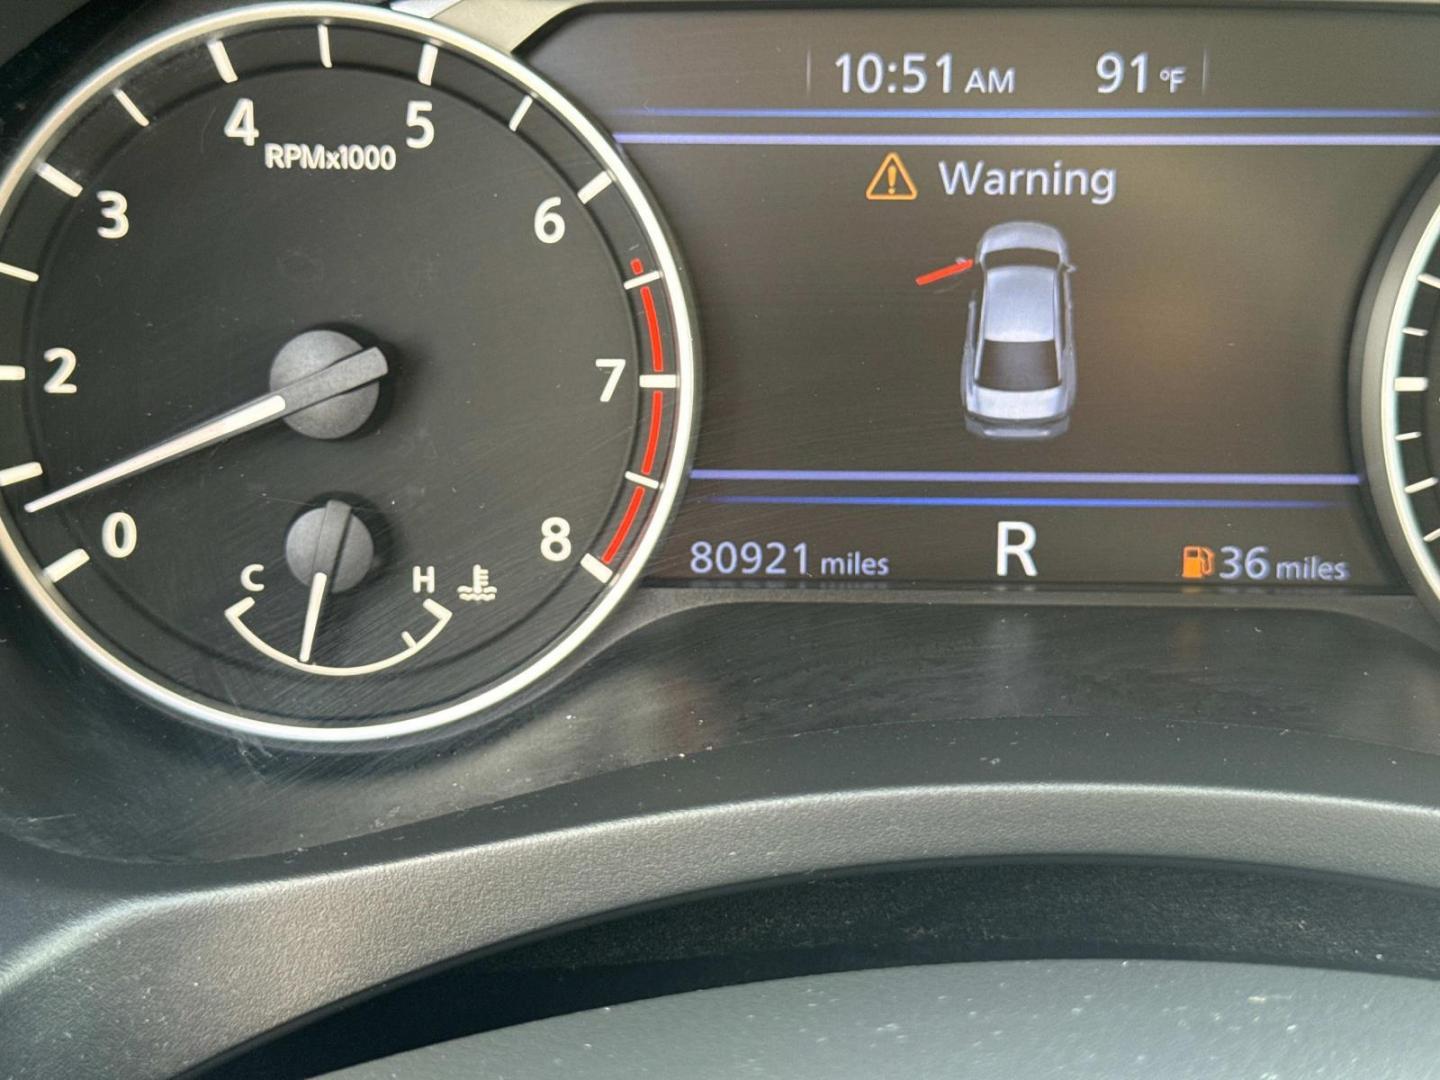 10:51 AM 91 °F
Warning
4 5
RPMx1000
3 6
2 7
0 8
C H
80921 miles R 36 miles